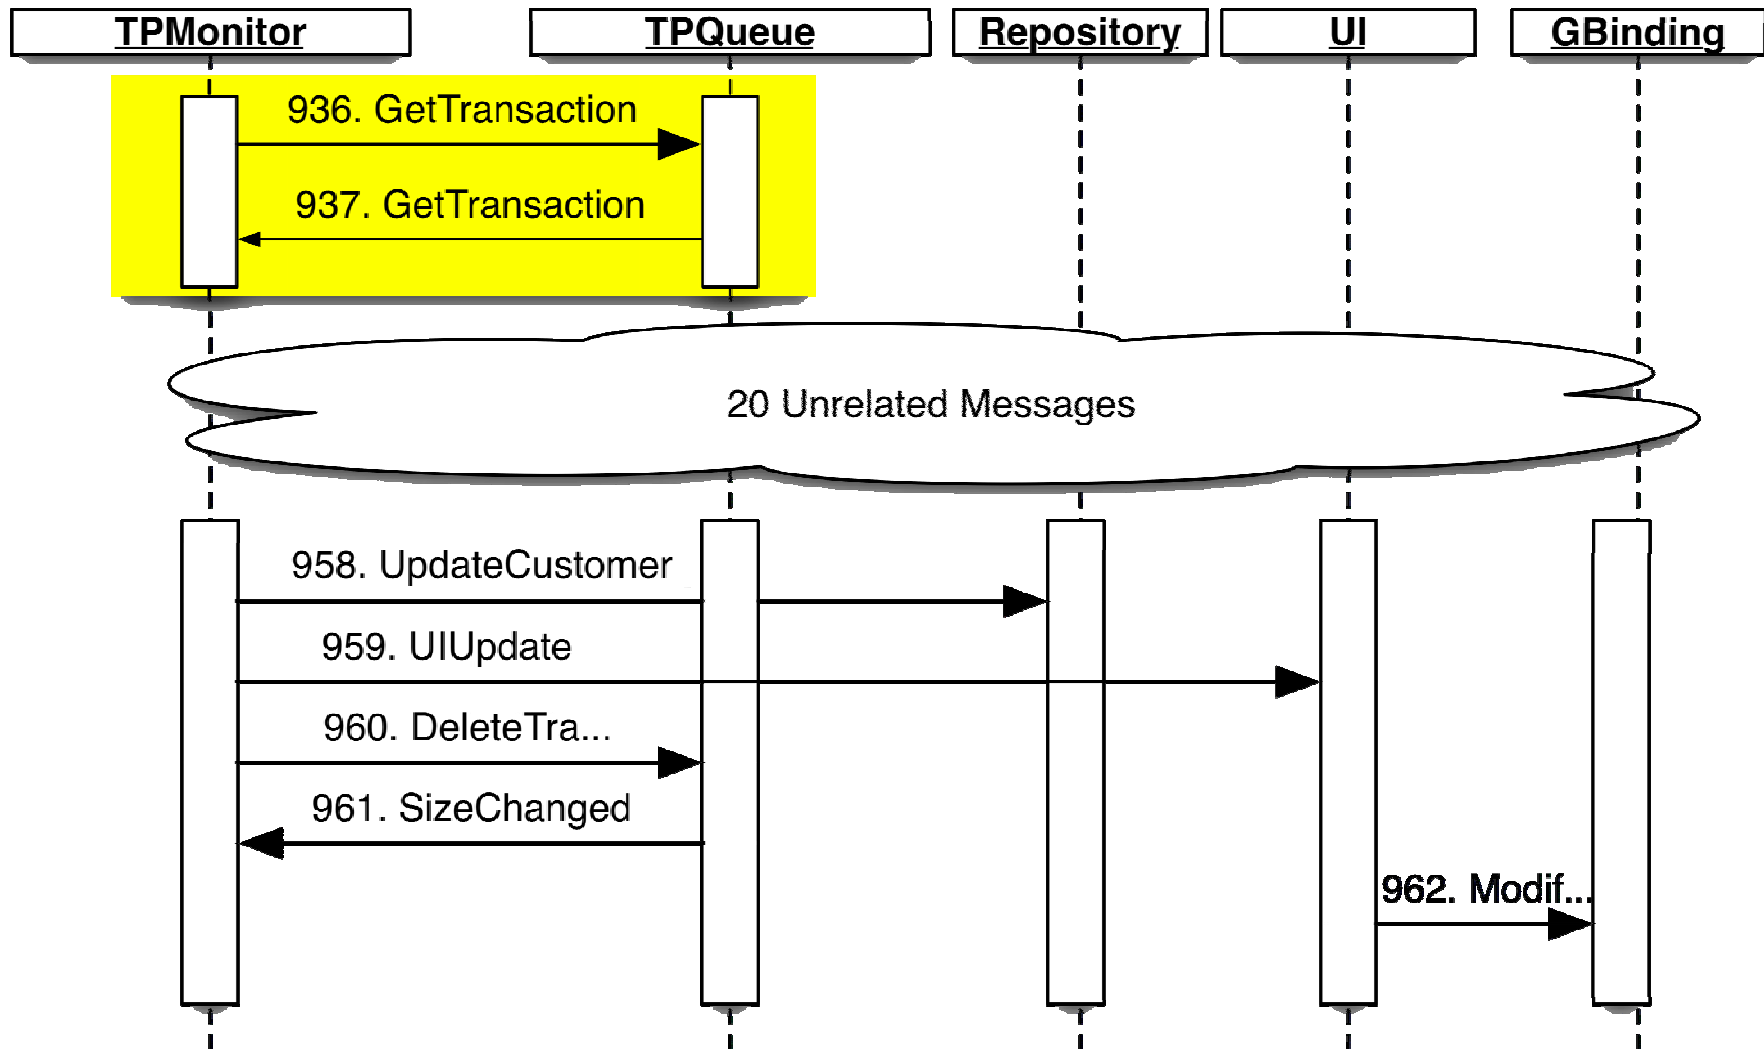 TPMonitor TPQueue Repository UI GBinding
936. GetTransaction
937. GetTransaction
20 Unrelated Messages
958. UpdateCustomer
959. UIUpdate
960. DeleteTra...
961. SizeChanged
962. Modif...